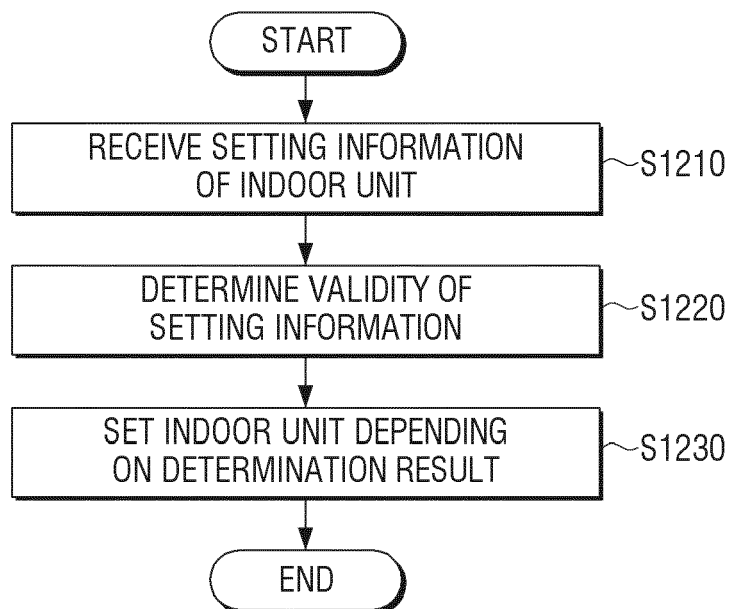 START
RECEIVE SETTING INFORMATION
OF INDOOR UNIT
S1210
DETERMINE VALIDITY OF
SETTING INFORMATION
S1220
SET INDOOR UNIT DEPENDING
ON DETERMINATION RESULT
S1230
END